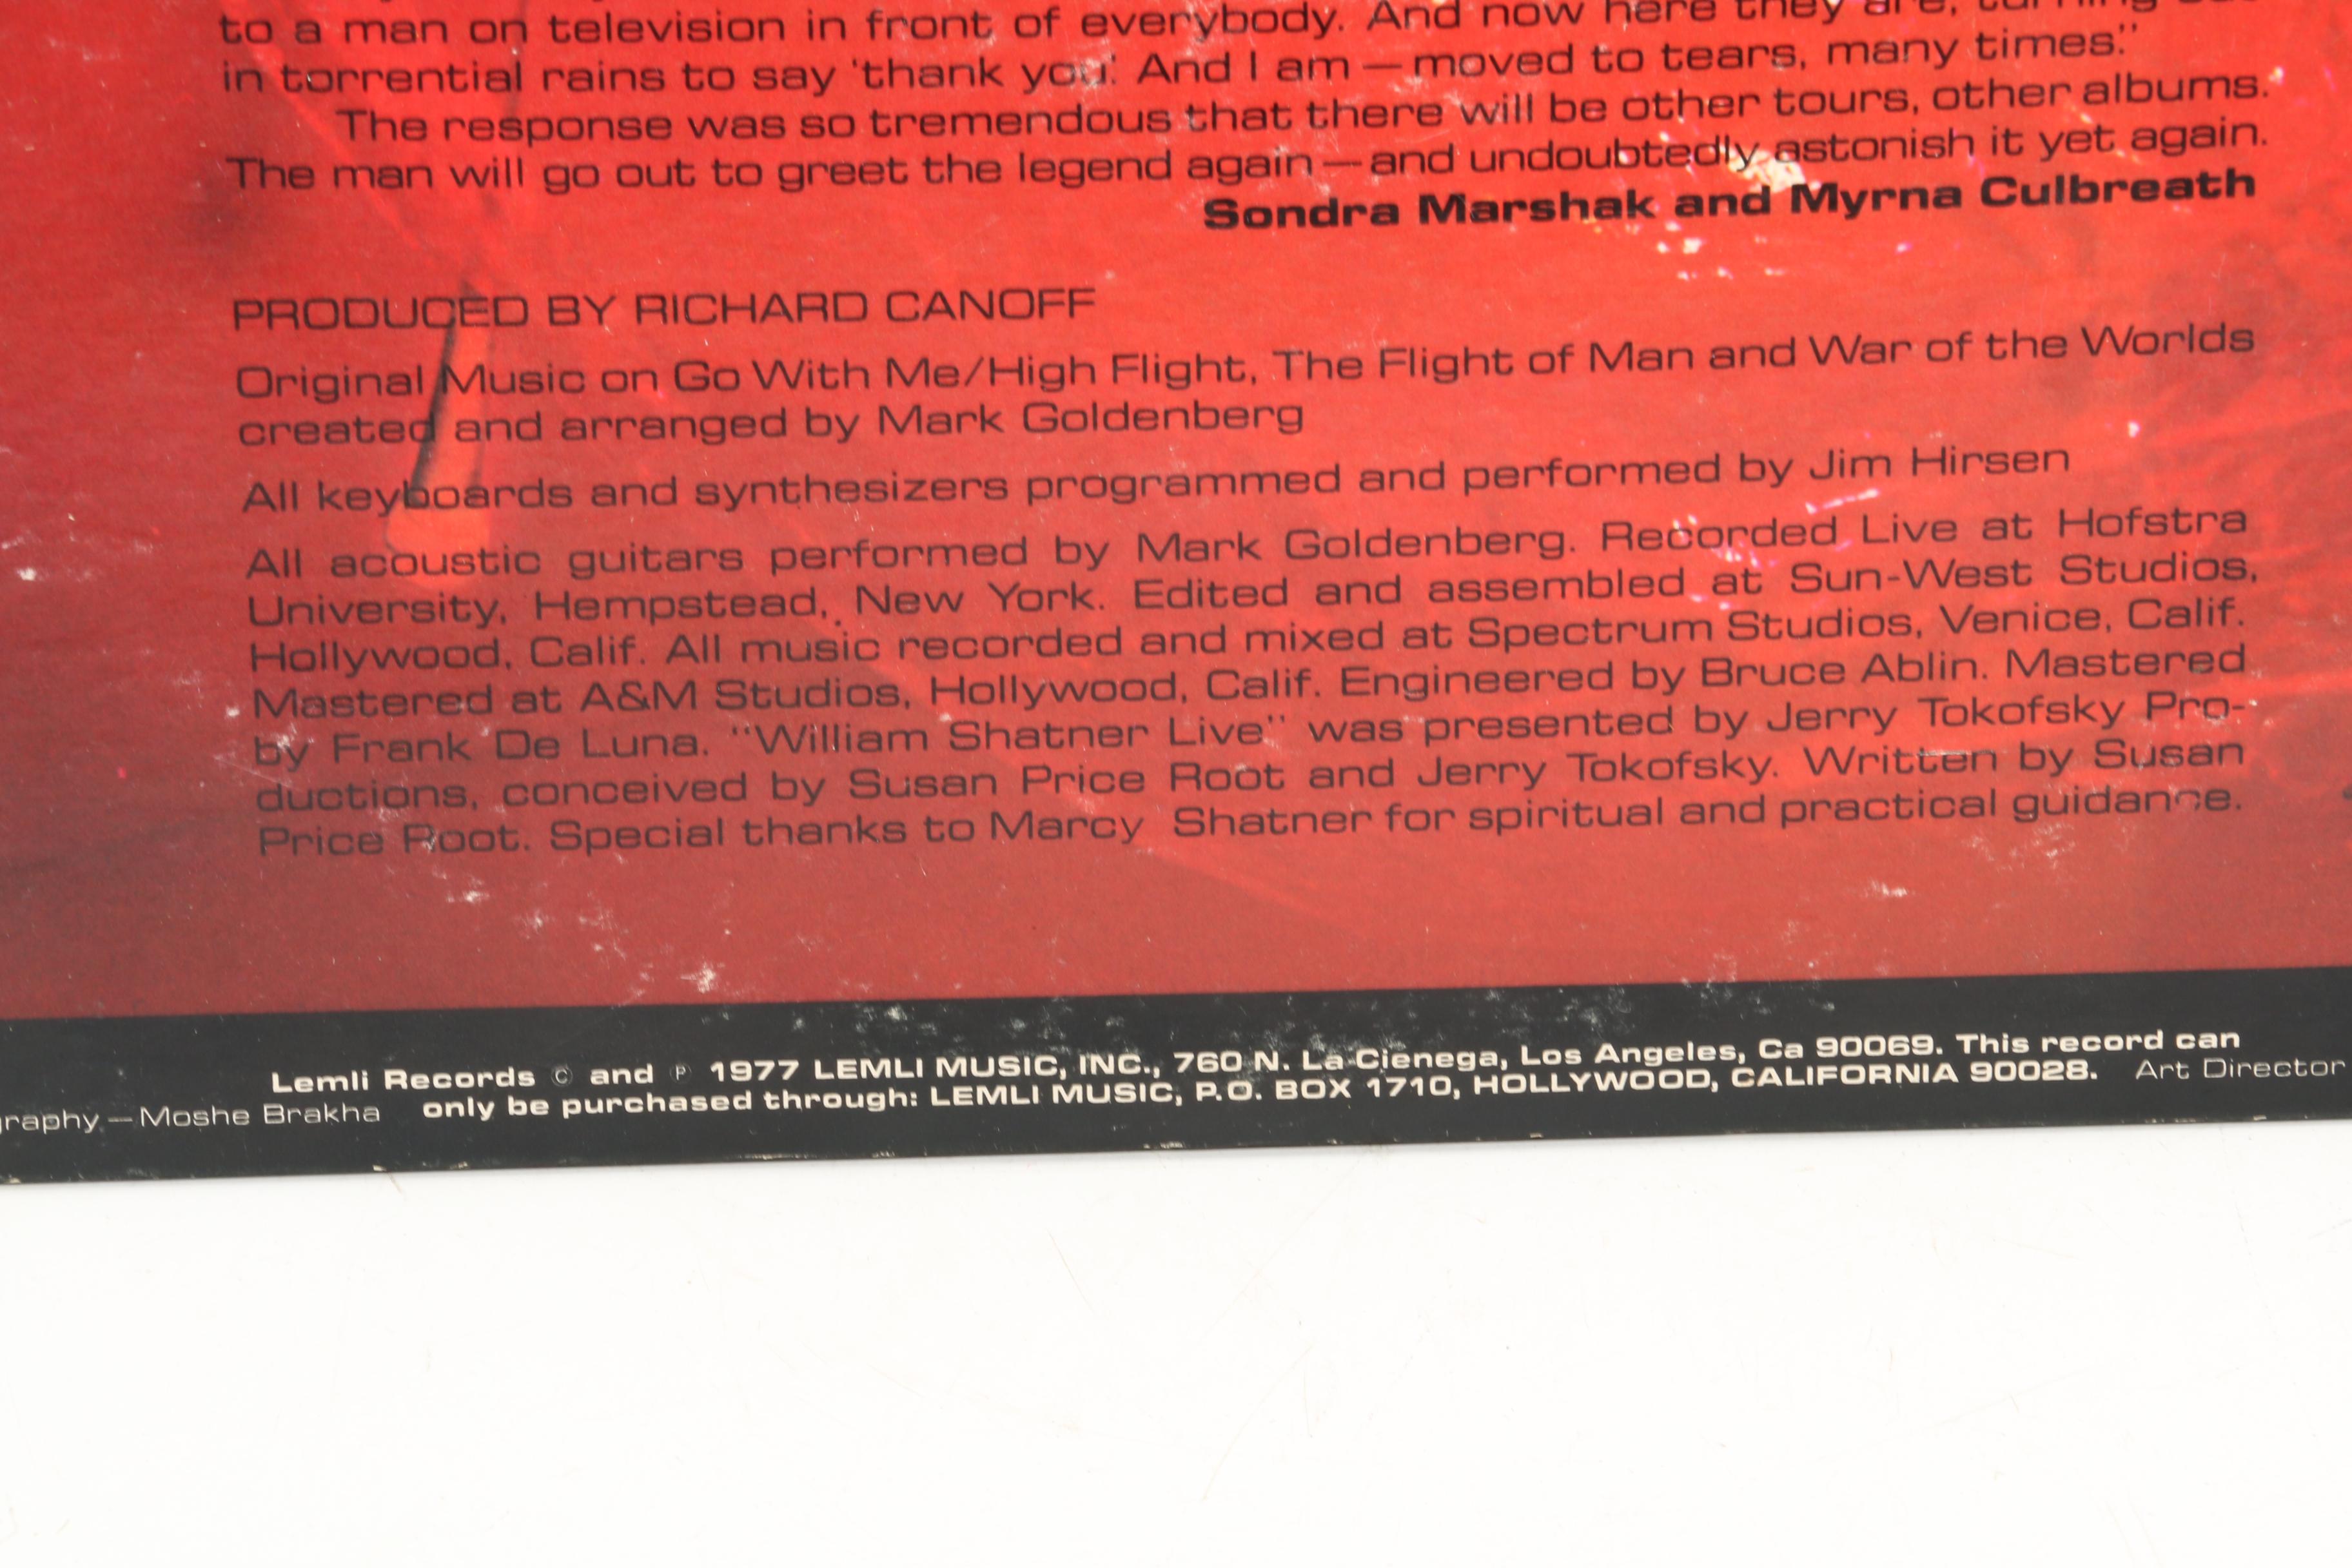 to a man on television in front of everybody. And now here they are, turning out
in torrential rains to say 'thank you'. And I am — moved to tears, many times."
The response was so tremendous that there will be other tours, other albums.
The man will go out to greet the legend again — and undoubtedly astonish it yet again.
Sondra Marshak and Myrna Culbreath
PRODUCED BY RICHARD CANOFF
Original Music on Go With Me/High Flight, The Flight of Man and War of the Worlds
created and arranged by Mark Goldenberg
All keyboards and synthesizers programmed and performed by Jim Hirsen
All acoustic guitars performed by Mark Goldenberg. Recorded Live at Hofstra
University, Hempstead, New York. Edited and assembled at Sun-West Studios,
Hollywood, Calif. All music recorded and mixed at Spectrum Studios, Venice, Calif.
Mastered at A&M Studios, Hollywood, Calif. Engineered by Bruce Ablin. Mastered
by Frank De Luna. "William Shatner Live" was presented by Jerry Tokofsky Pro-
ductions, conceived by Susan Price Root and Jerry Tokofsky. Written by Susan
Price Root. Special thanks to Marcy Shatner for spiritual and practical guidance.
Lemli Records © and ℗ 1977 LEMLI MUSIC, INC., 760 N. La Cienega, Los Angeles, Ca 90069. This record can
graphy — Moshe Brakha only be purchased through: LEMLI MUSIC, P.O. BOX 1710, HOLLYWOOD, CALIFORNIA 90028. Art Director